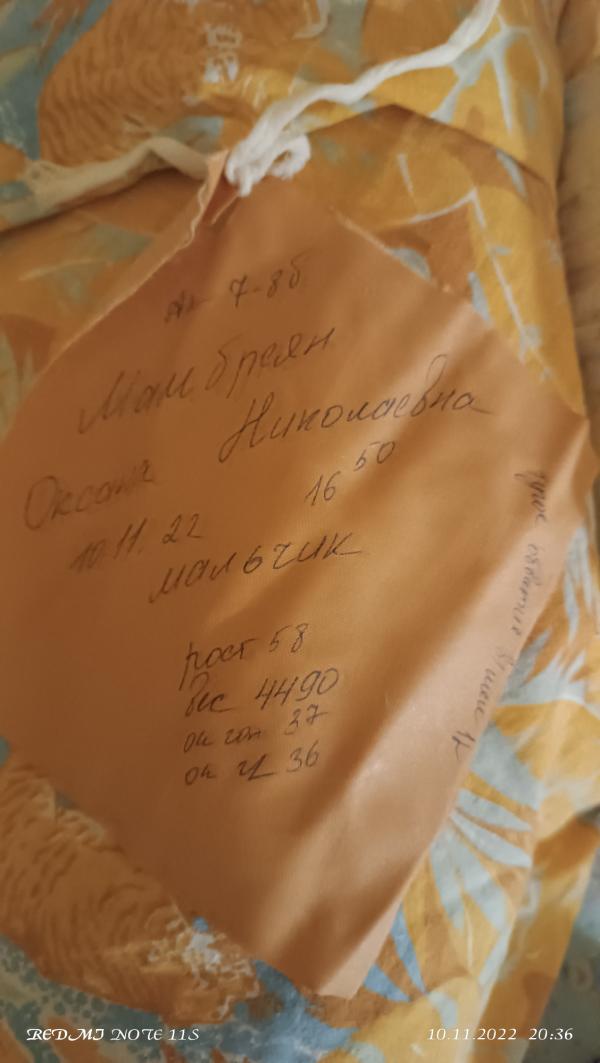 Ап 7-8б
Мамбреян
Оксана Николаевна
10.11.22 16 50
мальчик
рост 58
вес 4490
ок гол 37
ок гр 36
REDMI NOTE 11S
10.11.2022 20:36